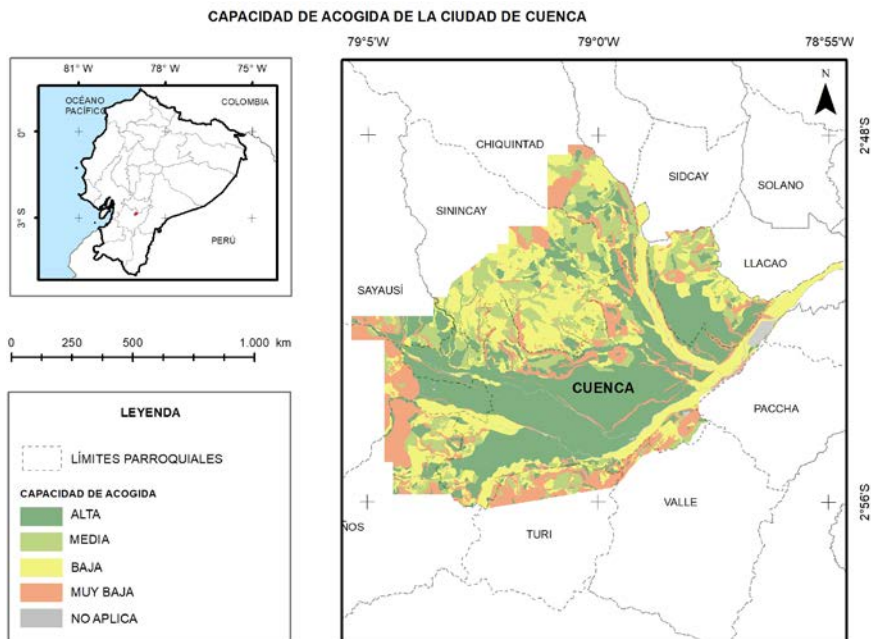 CAPACIDAD DE ACOGIDA DE LA CIUDAD DE CUENCA
81° W 78° W 75° W
0°
3° S
OCÉANO
PACÍFICO
COLOMBIA
PERÚ
0 250 500 1.000 km
LEYENDA
LÍMITES PARROQUIALES
CAPACIDAD DE ACOGIDA
ALTA
MEDIA
BAJA
MUY BAJA
NO APLICA
79°5'W 79°0'W 78°55'W
N
2°48'S
2°56'S
CHIQUINTAD
SIDCAY
SOLANO
SININCAY
LLACAO
SAYAUSÍ
CUENCA
PACCHA
VALLE
ÑOS
TURI